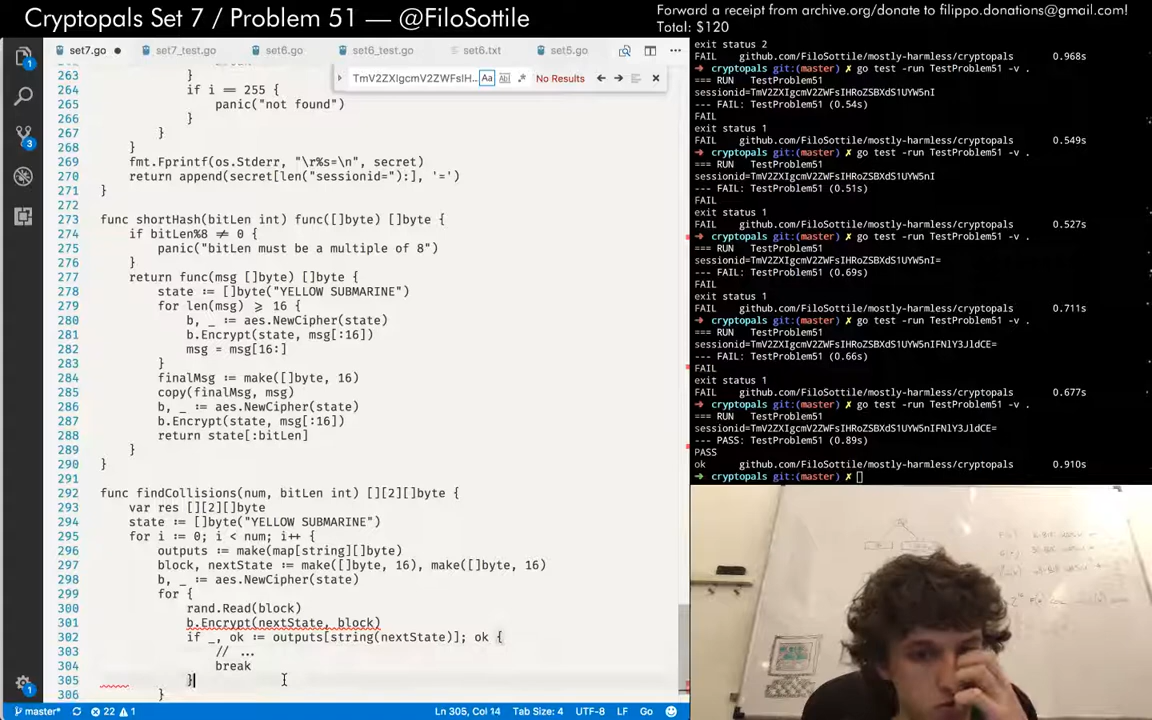 Cryptopals Set 7 / Problem 51 — @FiloSottile
Forward a receipt from archive.org/donate to filippo.donations@gmail.com!
Total: $120
set7.go
set7_test.go
set6.go
set6_test.go
set6.txt
set5.go
TmV2ZXIgcmV2ZWFsIH...
Aa
No Results
263 }
264 if i == 255 {
265 panic("not found")
266 }
267 }
268 }
269 fmt.Fprintf(os.Stderr, "\r%s=\n", secret)
270 return append(secret[len("sessionid="):], '=')
271 }
272
273 func shortHash(bitLen int) func([]byte) []byte {
274 if bitLen%8 ≠ 0 {
275 panic("bitLen must be a multiple of 8")
276 }
277 return func(msg []byte) []byte {
278 state := []byte("YELLOW SUBMARINE")
279 for len(msg) ⩾ 16 {
280 b, _ := aes.NewCipher(state)
281 b.Encrypt(state, msg[:16])
282 msg = msg[16:]
283 }
284 finalMsg := make([]byte, 16)
285 copy(finalMsg, msg)
286 b, _ := aes.NewCipher(state)
287 b.Encrypt(state, msg[:16])
288 return state[:bitLen]
289 }
290 }
291
292 func findCollisions(num, bitLen int) [][2][]byte {
293 var res [][2][]byte
294 state := []byte("YELLOW SUBMARINE")
295 for i := 0; i < num; i++ {
296 outputs := make(map[string][]byte)
297 block, nextState := make([]byte, 16), make([]byte, 16)
298 b, _ := aes.NewCipher(state)
299 for {
300 rand.Read(block)
301 b.Encrypt(nextState, block)
302 if _, ok := outputs[string(nextState)]; ok {
303 // ...
304 break
305 }
306 }
master*
22
1
Ln 305, Col 14
Tab Size: 4
UTF-8
LF
Go
exit status 2
FAIL github.com/FiloSottile/mostly-harmless/cryptopals 0.968s
➜ cryptopals git:(master) ✗ go test -run TestProblem51 -v .
=== RUN TestProblem51
sessionid=TmV2ZXIgcmV2ZWFsIHRoZSBXdS1UYW5nI
--- FAIL: TestProblem51 (0.54s)
FAIL
exit status 1
FAIL github.com/FiloSottile/mostly-harmless/cryptopals 0.549s
➜ cryptopals git:(master) ✗ go test -run TestProblem51 -v .
=== RUN TestProblem51
sessionid=TmV2ZXIgcmV2ZWFsIHRoZSBXdS1UYW5nI
--- FAIL: TestProblem51 (0.51s)
FAIL
exit status 1
FAIL github.com/FiloSottile/mostly-harmless/cryptopals 0.527s
➜ cryptopals git:(master) ✗ go test -run TestProblem51 -v .
=== RUN TestProblem51
sessionid=TmV2ZXIgcmV2ZWFsIHRoZSBXdS1UYW5nI=
--- FAIL: TestProblem51 (0.69s)
FAIL
exit status 1
FAIL github.com/FiloSottile/mostly-harmless/cryptopals 0.711s
➜ cryptopals git:(master) ✗ go test -run TestProblem51 -v .
=== RUN TestProblem51
sessionid=TmV2ZXIgcmV2ZWFsIHRoZSBXdS1UYW5nIFNlY3JldCE=
--- FAIL: TestProblem51 (0.66s)
FAIL
exit status 1
FAIL github.com/FiloSottile/mostly-harmless/cryptopals 0.677s
➜ cryptopals git:(master) ✗ go test -run TestProblem51 -v .
=== RUN TestProblem51
sessionid=TmV2ZXIgcmV2ZWFsIHRoZSBXdS1UYW5nIFNlY3JldCE=
--- PASS: TestProblem51 (0.89s)
PASS
ok github.com/FiloSottile/mostly-harmless/cryptopals 0.910s
➜ cryptopals git:(master) ✗